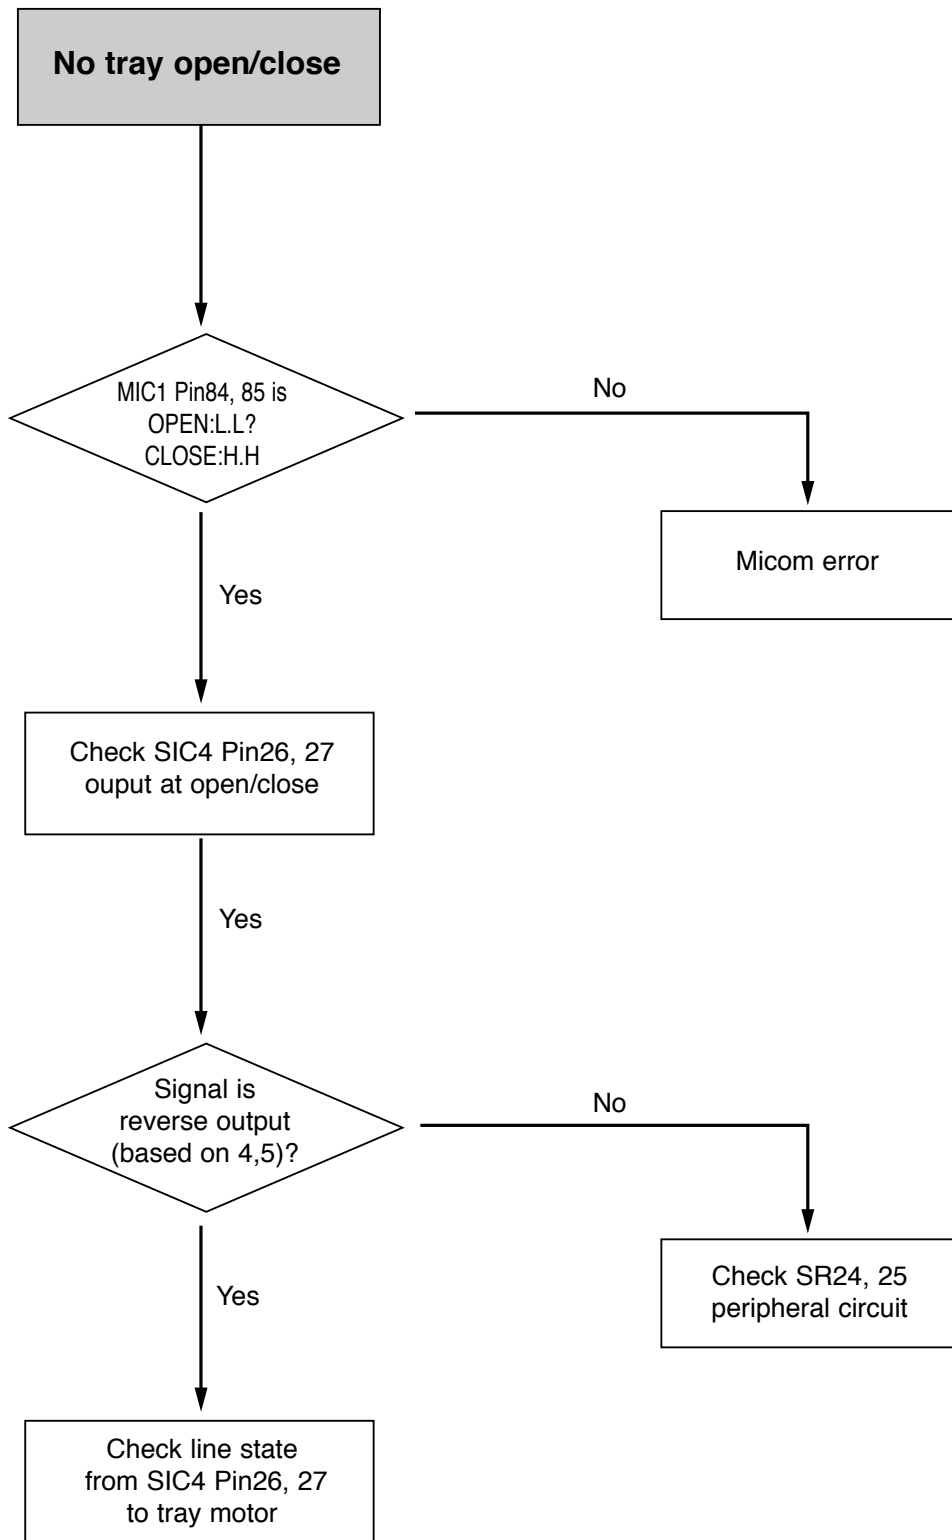 No tray open/close
MIC1 Pin84, 85 is
OPEN:L.L?
CLOSE:H.H
No
Micom error
Yes
Check SIC4 Pin26, 27
ouput at open/close
Yes
Signal is
reverse output
(based on 4,5)?
No
Check SR24, 25
peripheral circuit
Yes
Check line state
from SIC4 Pin26, 27
to tray motor